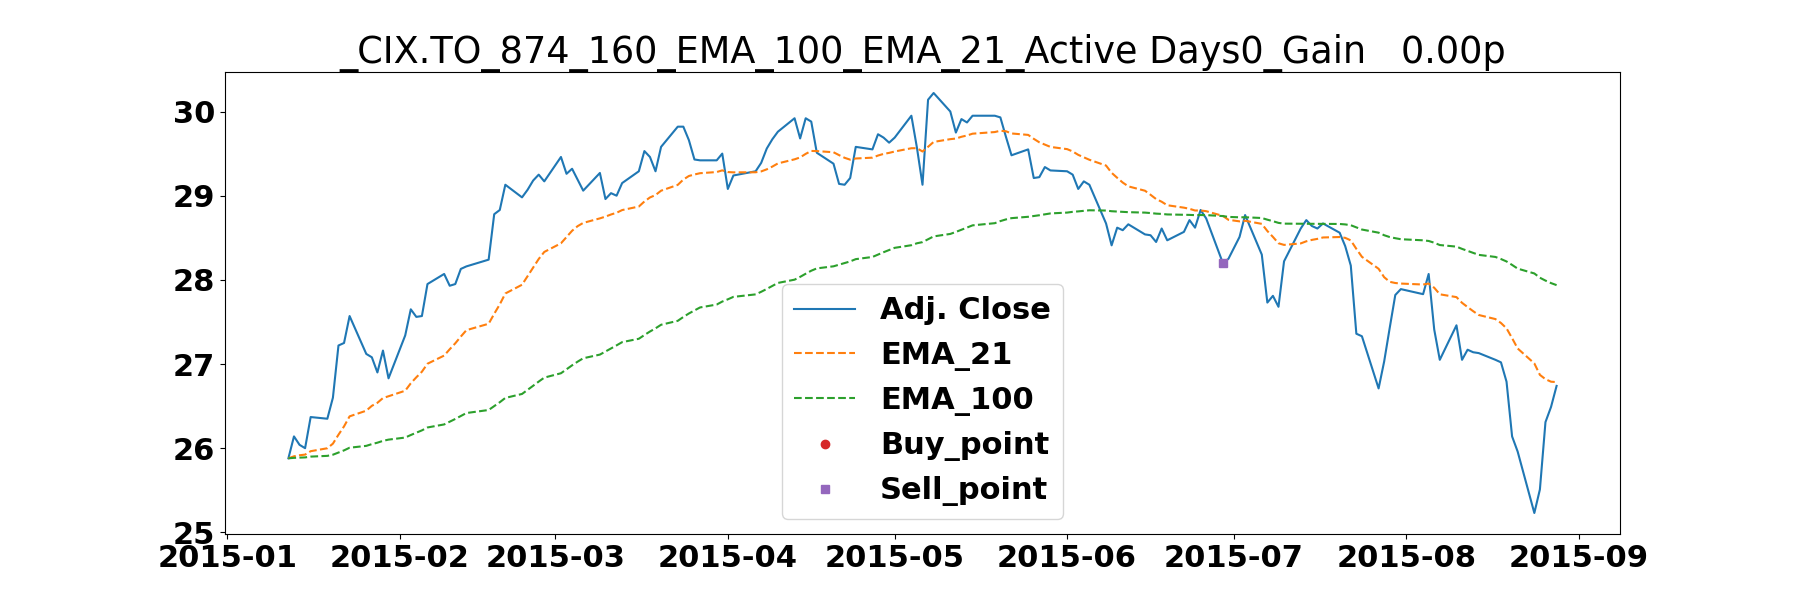 _CIX.TO_874_160_EMA_100_EMA_21_Active Days0_Gain   0.00p
30
29
28
27
26
25
Adj. Close
EMA_21
EMA_100
Buy_point
Sell_point
2015-01 2015-02 2015-03 2015-04 2015-05 2015-06 2015-07 2015-08 2015-09